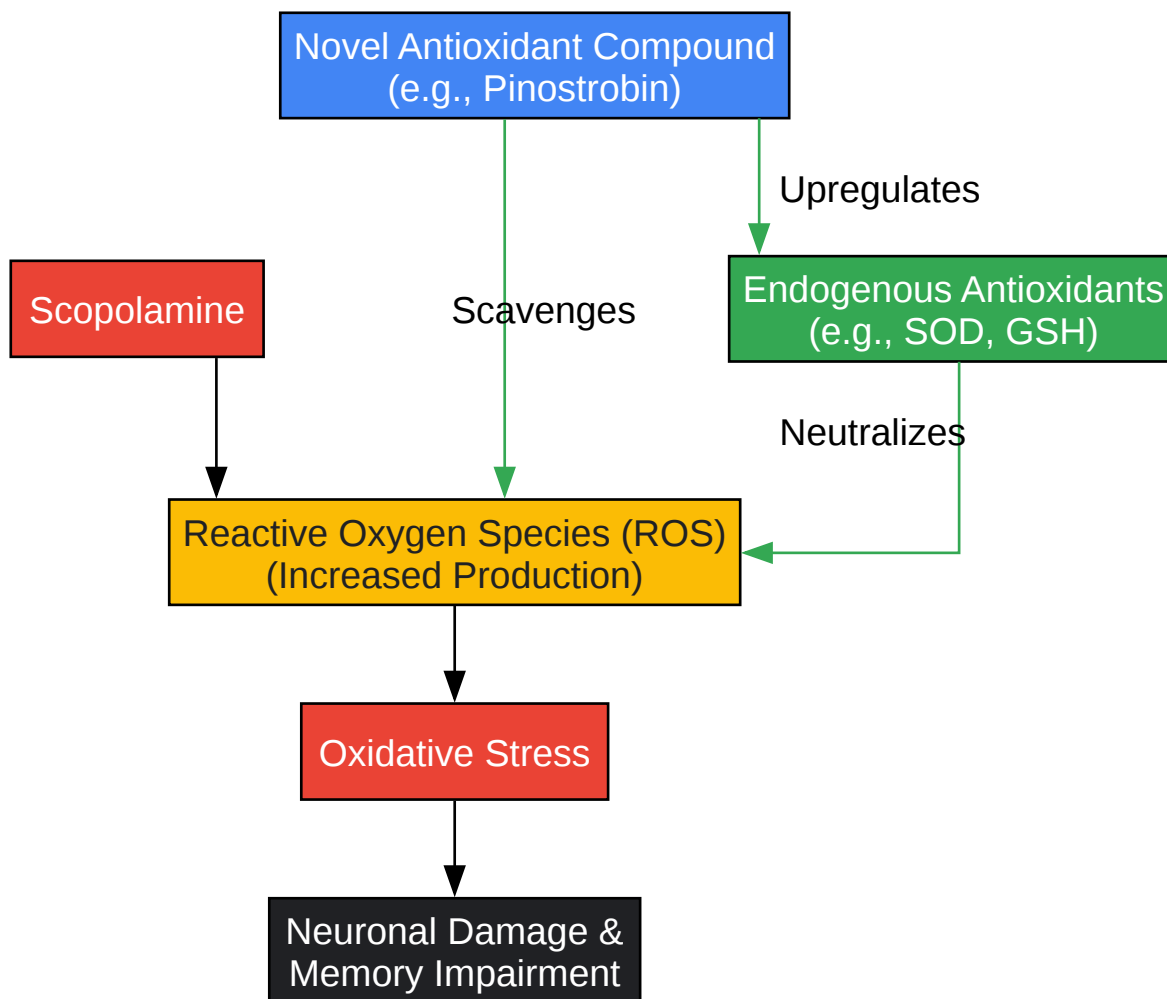 Novel Antioxidant Compound
(e.g., Pinostrobin)
Upregulates
Scopolamine
Scavenges
Endogenous Antioxidants
(e.g., SOD, GSH)
Neutralizes
Reactive Oxygen Species (ROS)
(Increased Production)
Oxidative Stress
Neuronal Damage &
Memory Impairment